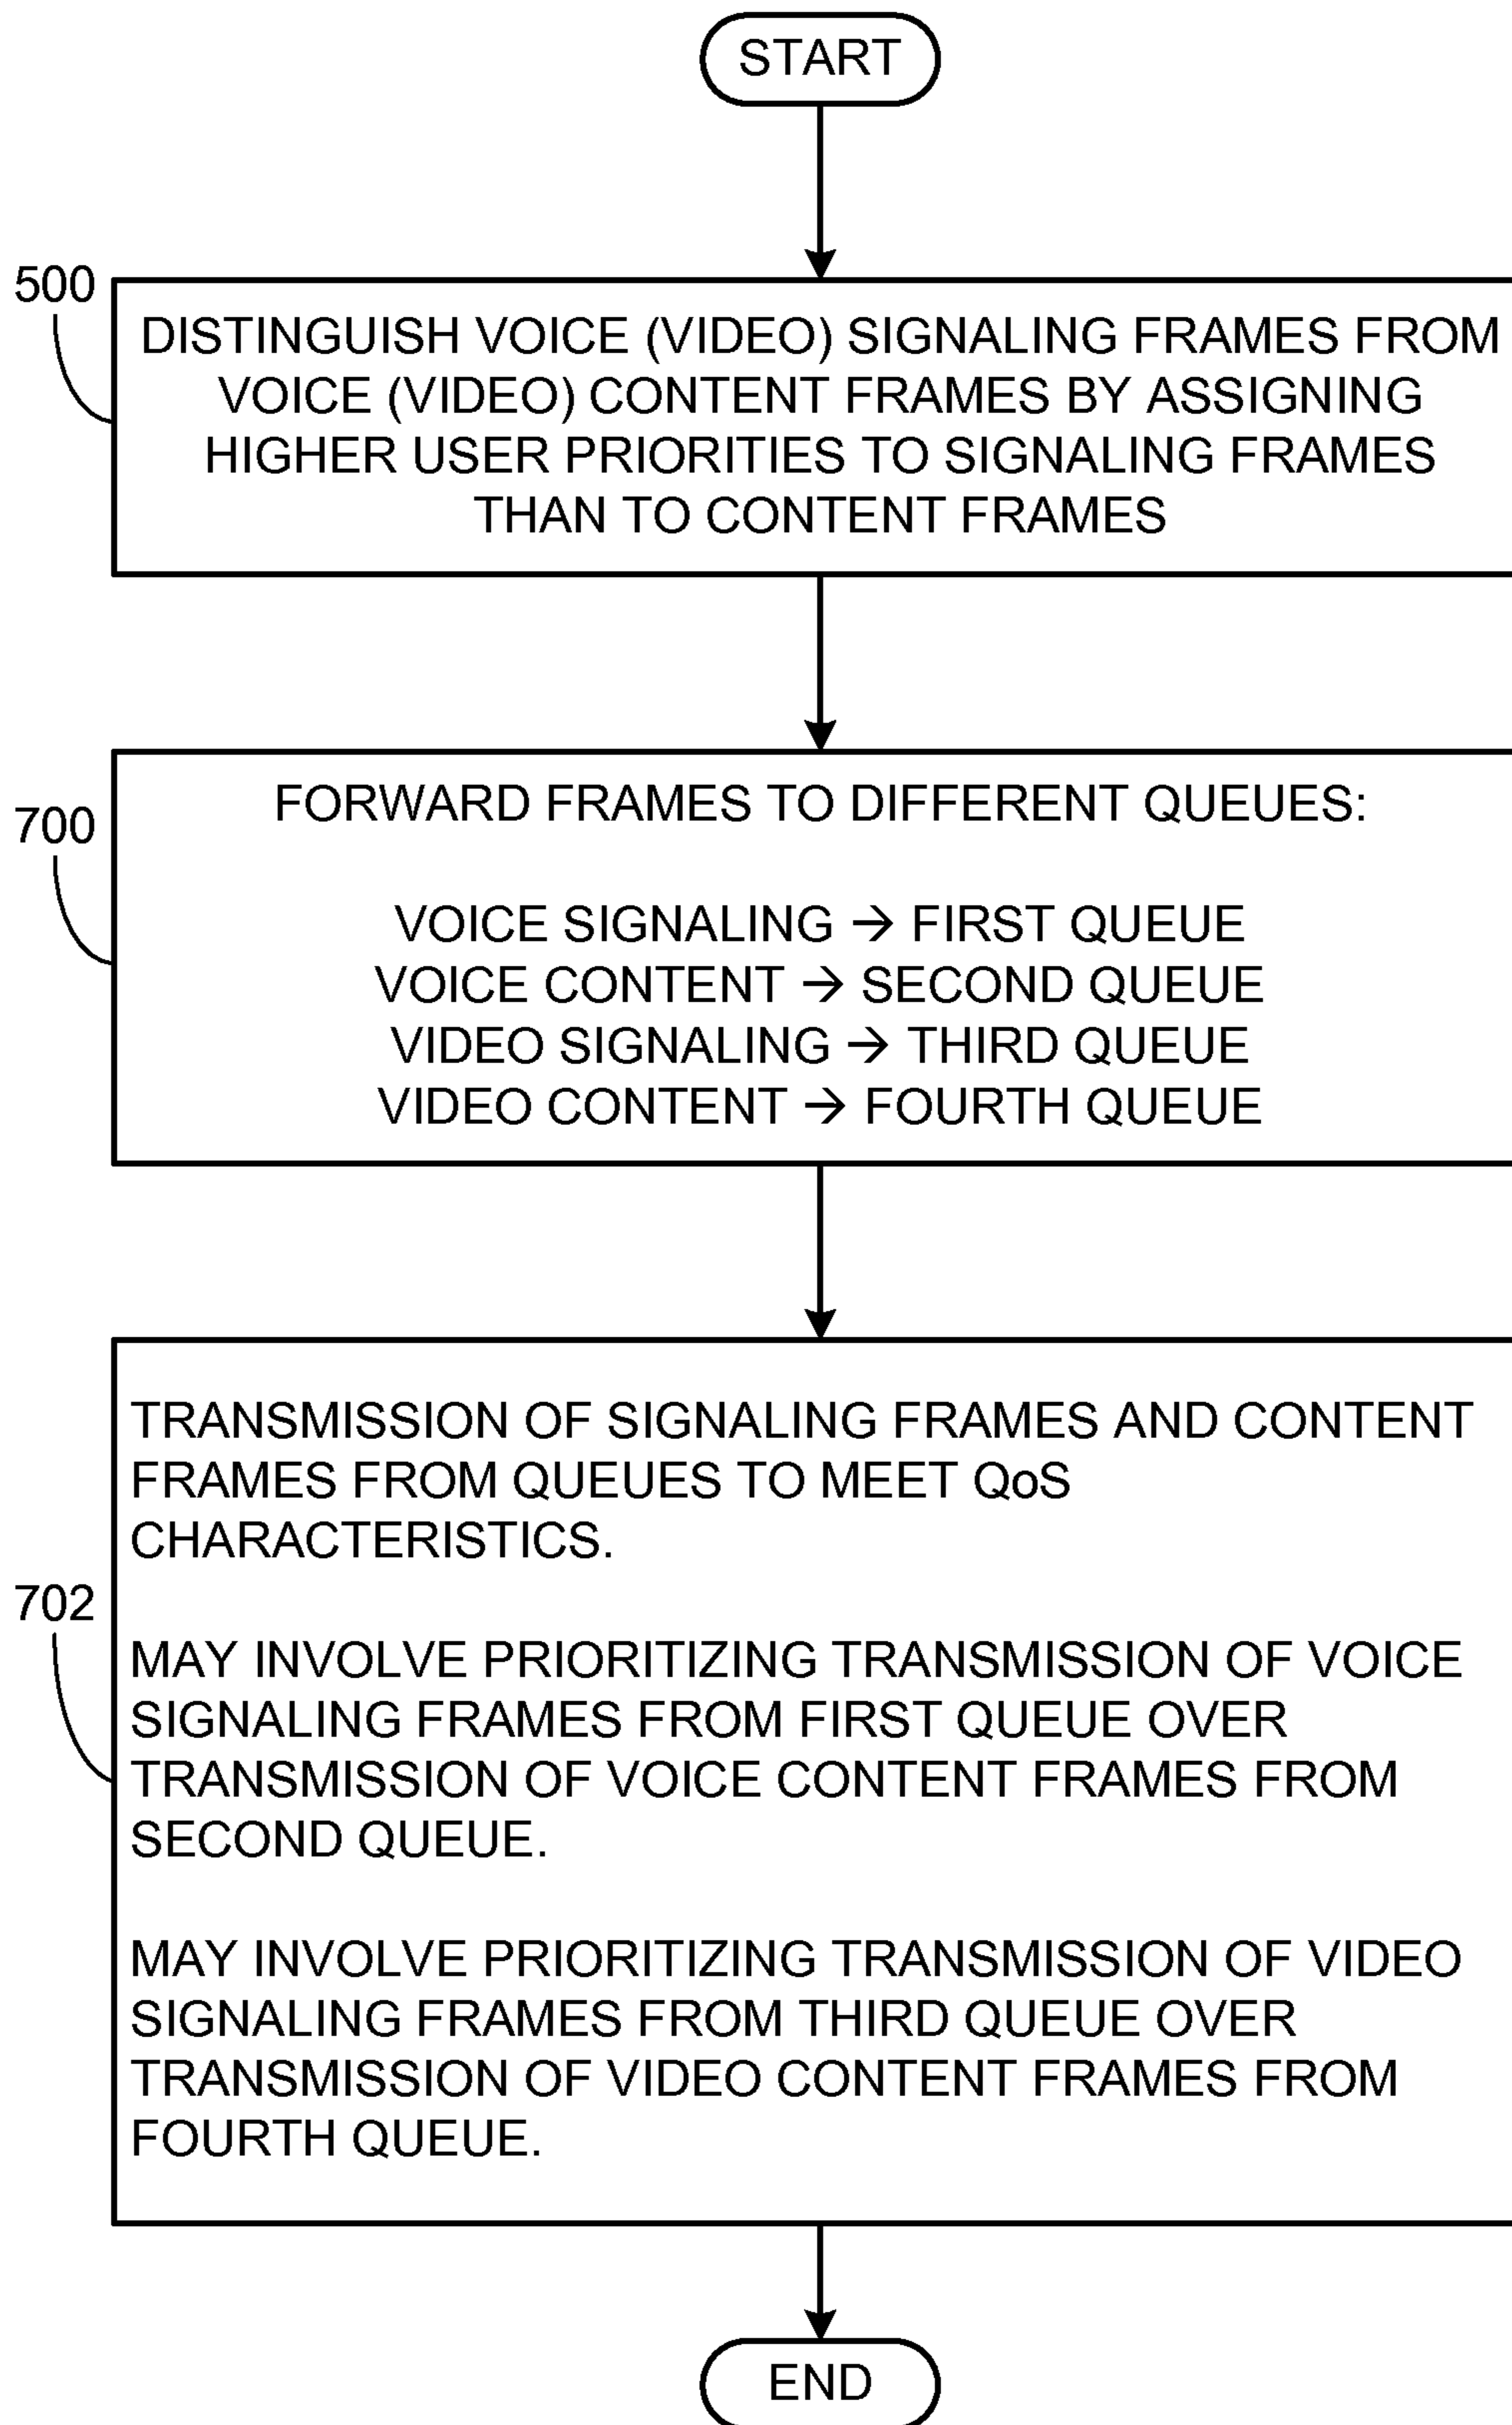 START
500
DISTINGUISH VOICE (VIDEO) SIGNALING FRAMES FROM
VOICE (VIDEO) CONTENT FRAMES BY ASSIGNING
HIGHER USER PRIORITIES TO SIGNALING FRAMES
THAN TO CONTENT FRAMES
700
FORWARD FRAMES TO DIFFERENT QUEUES:
VOICE SIGNALING → FIRST QUEUE
VOICE CONTENT → SECOND QUEUE
VIDEO SIGNALING → THIRD QUEUE
VIDEO CONTENT → FOURTH QUEUE
702
TRANSMISSION OF SIGNALING FRAMES AND CONTENT
FRAMES FROM QUEUES TO MEET QoS
CHARACTERISTICS.
MAY INVOLVE PRIORITIZING TRANSMISSION OF VOICE
SIGNALING FRAMES FROM FIRST QUEUE OVER
TRANSMISSION OF VOICE CONTENT FRAMES FROM
SECOND QUEUE.
MAY INVOLVE PRIORITIZING TRANSMISSION OF VIDEO
SIGNALING FRAMES FROM THIRD QUEUE OVER
TRANSMISSION OF VIDEO CONTENT FRAMES FROM
FOURTH QUEUE.
END